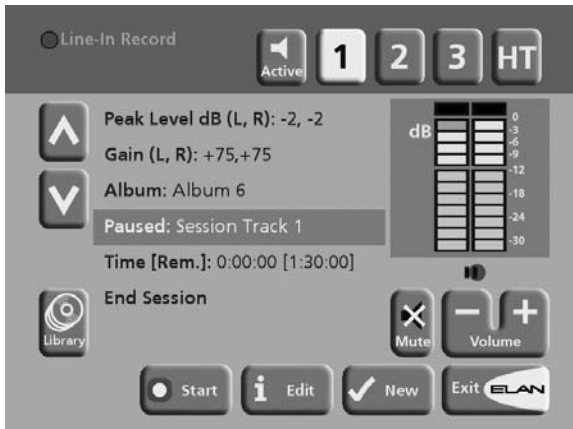 Line-In Record
Active
1
2
3
HT
Peak Level dB (L, R): -2, -2
Gain (L, R): +75,+75
Album: Album 6
Paused: Session Track 1
Time [Rem.]: 0:00:00 [1:30:00]
End Session
dB
0
-3
-6
-9
-12
-18
-24
-30
Library
Mute
Volume
Start
Edit
New
Exit ELAN